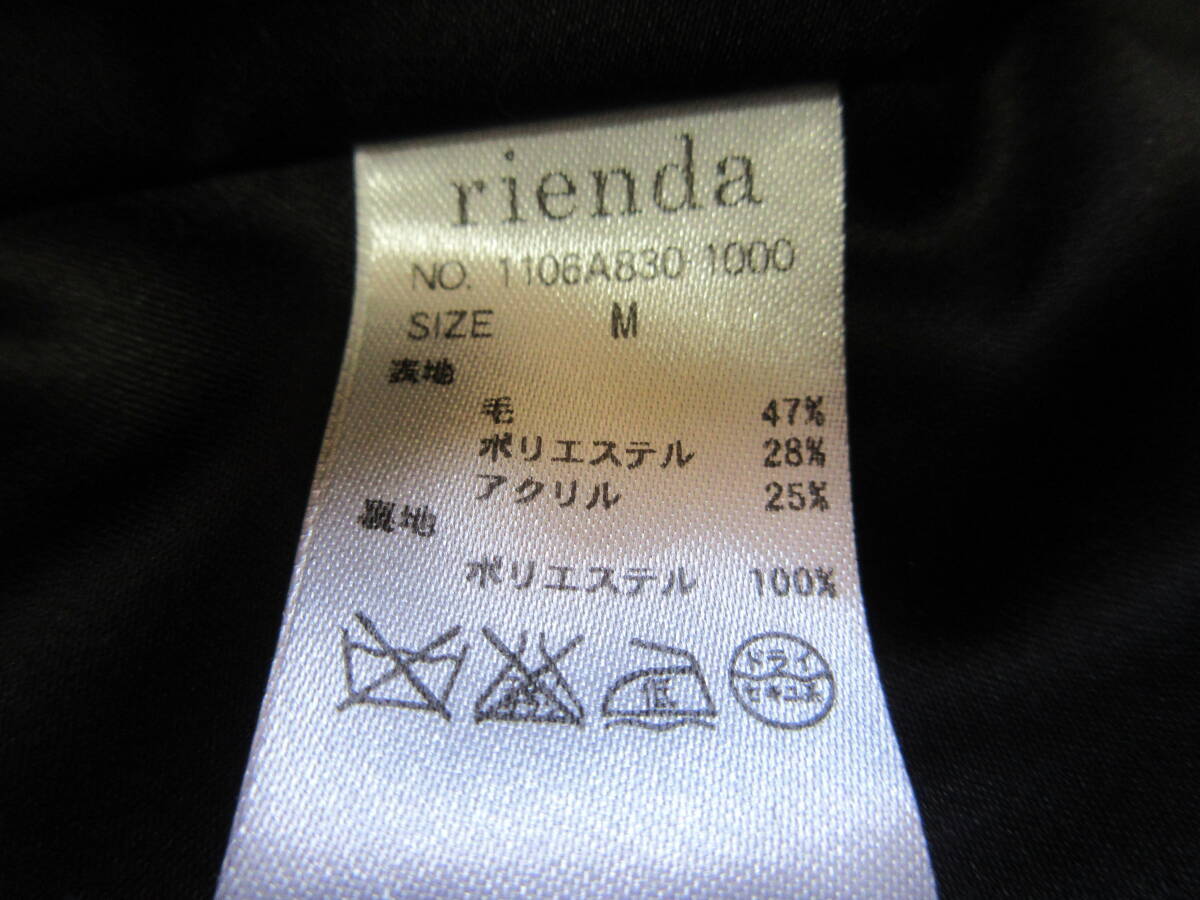 rienda
NO. 1106A830 1000
SIZE M
表地
毛 47%
ポリエステル 28%
アクリル 25%
裏地
ポリエステル 100%
低 ドライ
セキユ系